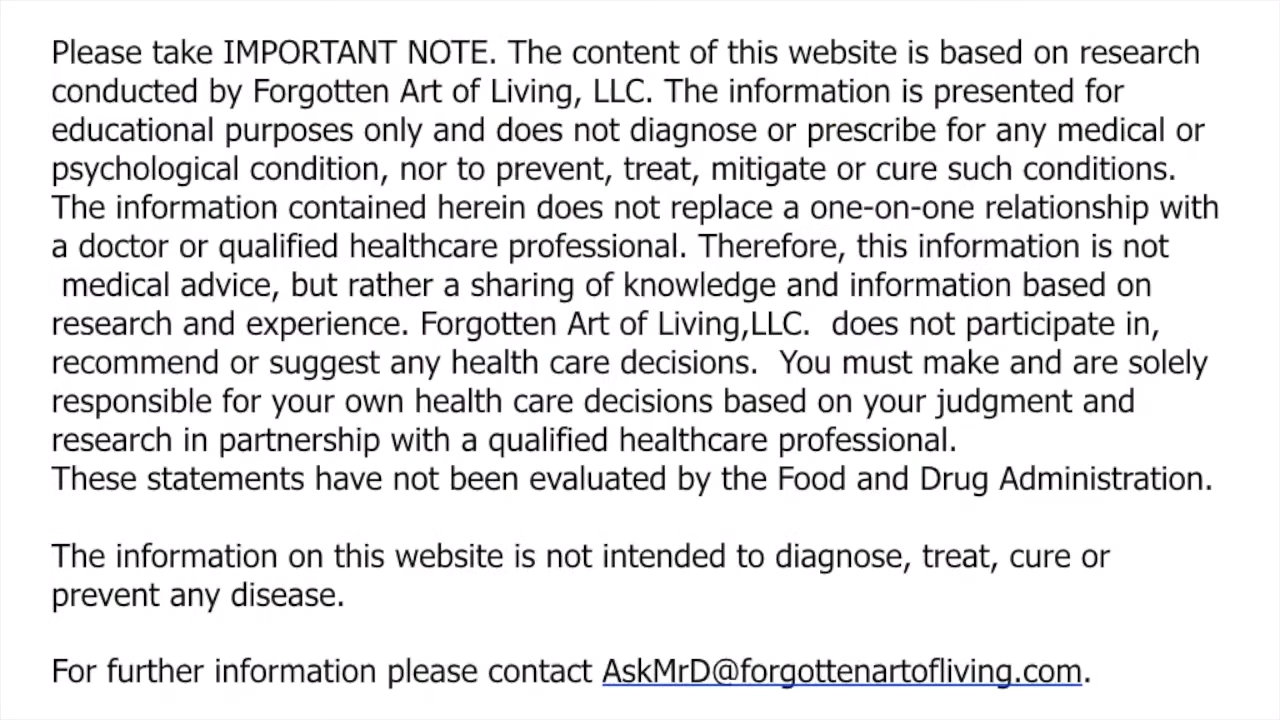 Please take IMPORTANT NOTE. The content of this website is based on research
conducted by Forgotten Art of Living, LLC. The information is presented for
educational purposes only and does not diagnose or prescribe for any medical or
psychological condition, nor to prevent, treat, mitigate or cure such conditions.
The information contained herein does not replace a one-on-one relationship with
a doctor or qualified healthcare professional. Therefore, this information is not
medical advice, but rather a sharing of knowledge and information based on
research and experience. Forgotten Art of Living,LLC.  does not participate in,
recommend or suggest any health care decisions.  You must make and are solely
responsible for your own health care decisions based on your judgment and
research in partnership with a qualified healthcare professional.
These statements have not been evaluated by the Food and Drug Administration.
The information on this website is not intended to diagnose, treat, cure or
prevent any disease.
For further information please contact AskMrD@forgottenartofliving.com.